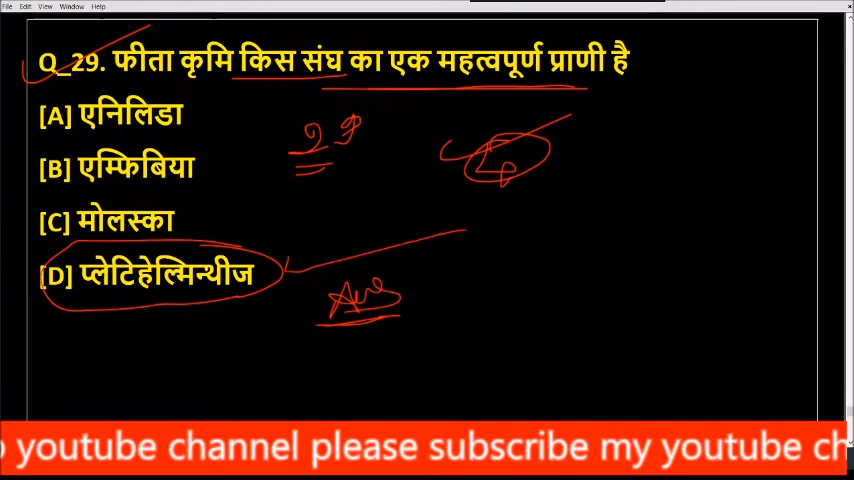 File Edit View Window Help
Q_29. फीता कृमि किस संघ का एक महत्वपूर्ण प्राणी है
[A] एनिलिडा
[B] एम्फिबिया
[C] मोलस्का
[D] प्लेटिहेल्मिन्थीज
Ans
youtube channel please subscribe my youtube ch